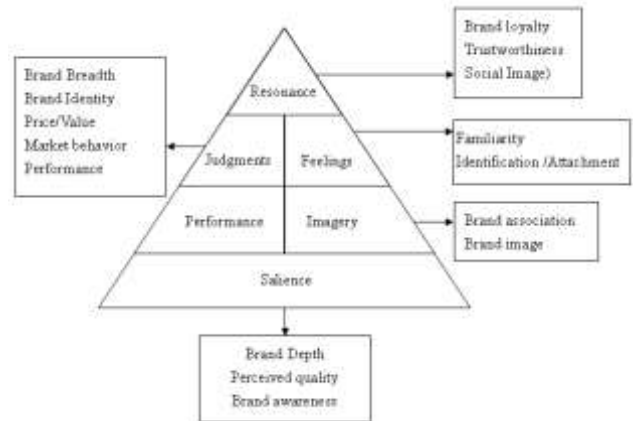 Brand loyalty
Trustworthiness
Social Image)
Brand Breadth
Brand Identity
Price/Value
Market behavior
Performance
Resonance
Judgments
Feelings
Familiarity
Identification /Attachment
Performance
Imagery
Brand association
Brand image
Salience
Brand Depth
Perceived quality
Brand awareness